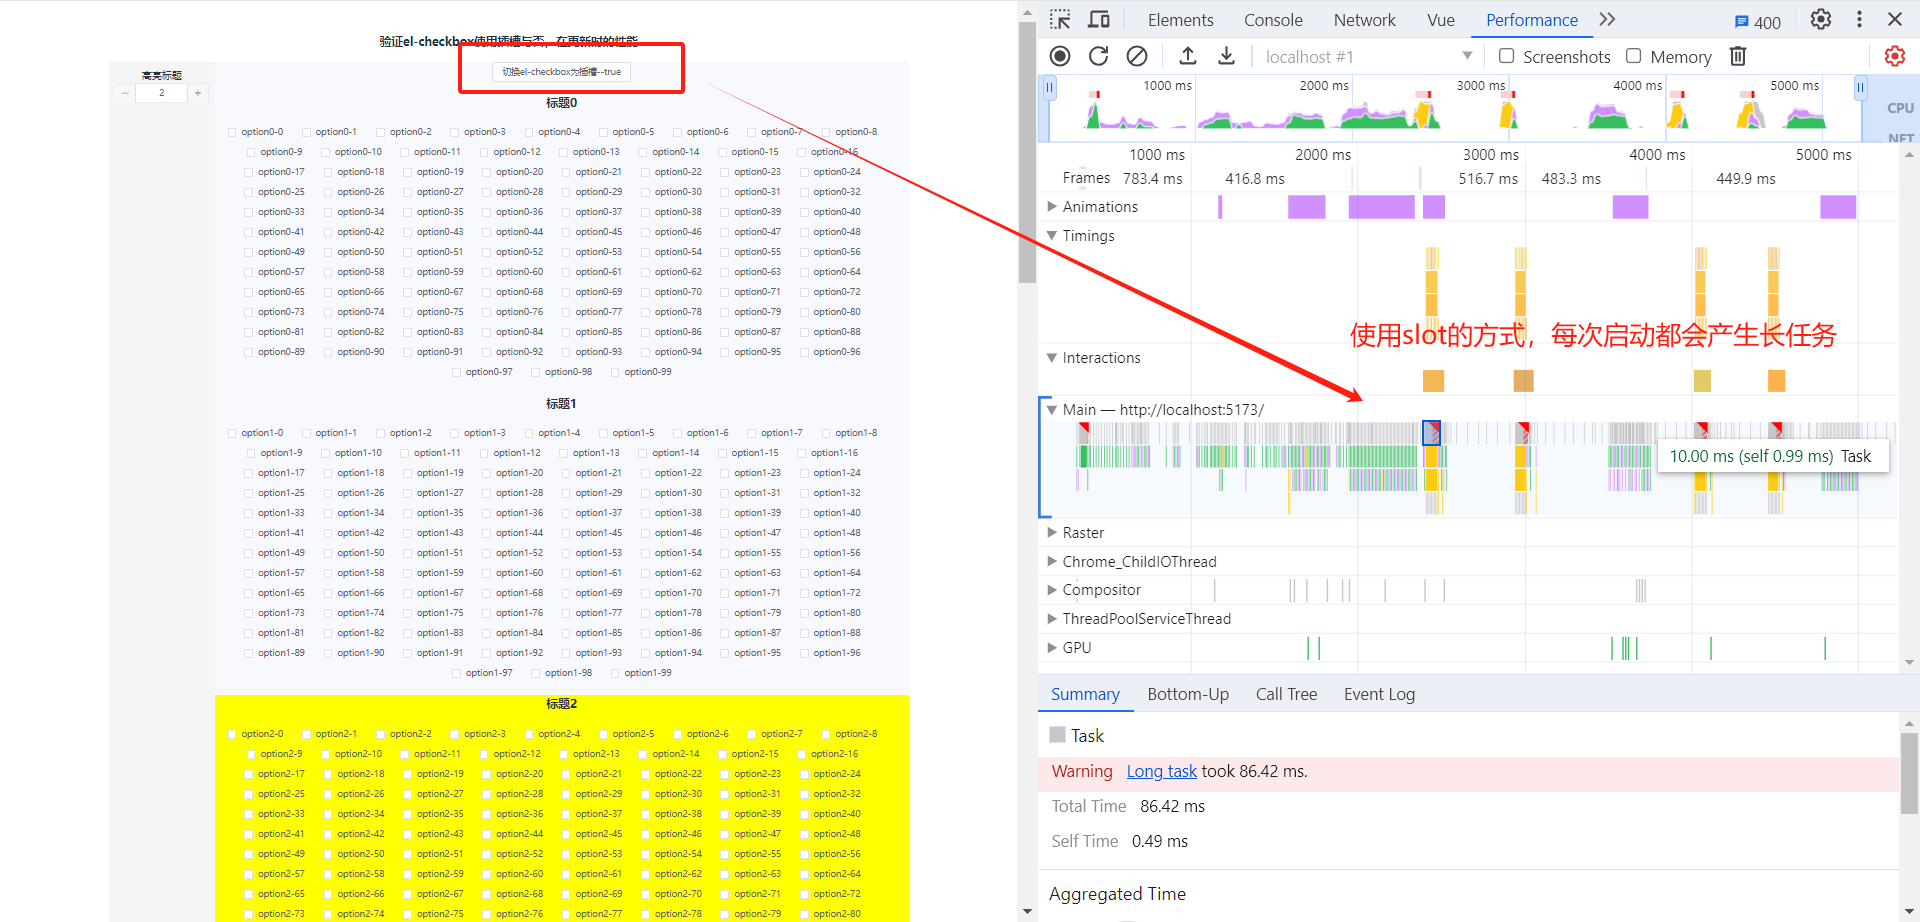 验证el-checkbox使用插槽与否，在更新时的性能
高亮标题
− 2 +
切换el-checkbox为插槽--true
标题0
option0-0 option0-1 option0-2 option0-3 option0-4 option0-5 option0-6 option0-7 option0-8
option0-9 option0-10 option0-11 option0-12 option0-13 option0-14 option0-15 option0-16
option0-17 option0-18 option0-19 option0-20 option0-21 option0-22 option0-23 option0-24
option0-25 option0-26 option0-27 option0-28 option0-29 option0-30 option0-31 option0-32
option0-33 option0-34 option0-35 option0-36 option0-37 option0-38 option0-39 option0-40
option0-41 option0-42 option0-43 option0-44 option0-45 option0-46 option0-47 option0-48
option0-49 option0-50 option0-51 option0-52 option0-53 option0-54 option0-55 option0-56
option0-57 option0-58 option0-59 option0-60 option0-61 option0-62 option0-63 option0-64
option0-65 option0-66 option0-67 option0-68 option0-69 option0-70 option0-71 option0-72
option0-73 option0-74 option0-75 option0-76 option0-77 option0-78 option0-79 option0-80
option0-81 option0-82 option0-83 option0-84 option0-85 option0-86 option0-87 option0-88
option0-89 option0-90 option0-91 option0-92 option0-93 option0-94 option0-95 option0-96
option0-97 option0-98 option0-99
标题1
option1-0 option1-1 option1-2 option1-3 option1-4 option1-5 option1-6 option1-7 option1-8
option1-9 option1-10 option1-11 option1-12 option1-13 option1-14 option1-15 option1-16
option1-17 option1-18 option1-19 option1-20 option1-21 option1-22 option1-23 option1-24
option1-25 option1-26 option1-27 option1-28 option1-29 option1-30 option1-31 option1-32
option1-33 option1-34 option1-35 option1-36 option1-37 option1-38 option1-39 option1-40
option1-41 option1-42 option1-43 option1-44 option1-45 option1-46 option1-47 option1-48
option1-49 option1-50 option1-51 option1-52 option1-53 option1-54 option1-55 option1-56
option1-57 option1-58 option1-59 option1-60 option1-61 option1-62 option1-63 option1-64
option1-65 option1-66 option1-67 option1-68 option1-69 option1-70 option1-71 option1-72
option1-73 option1-74 option1-75 option1-76 option1-77 option1-78 option1-79 option1-80
option1-81 option1-82 option1-83 option1-84 option1-85 option1-86 option1-87 option1-88
option1-89 option1-90 option1-91 option1-92 option1-93 option1-94 option1-95 option1-96
option1-97 option1-98 option1-99
标题2
option2-0 option2-1 option2-2 option2-3 option2-4 option2-5 option2-6 option2-7 option2-8
option2-9 option2-10 option2-11 option2-12 option2-13 option2-14 option2-15 option2-16
option2-17 option2-18 option2-19 option2-20 option2-21 option2-22 option2-23 option2-24
option2-25 option2-26 option2-27 option2-28 option2-29 option2-30 option2-31 option2-32
option2-33 option2-34 option2-35 option2-36 option2-37 option2-38 option2-39 option2-40
option2-41 option2-42 option2-43 option2-44 option2-45 option2-46 option2-47 option2-48
option2-49 option2-50 option2-51 option2-52 option2-53 option2-54 option2-55 option2-56
option2-57 option2-58 option2-59 option2-60 option2-61 option2-62 option2-63 option2-64
option2-65 option2-66 option2-67 option2-68 option2-69 option2-70 option2-71 option2-72
option2-73 option2-74 option2-75 option2-76 option2-77 option2-78 option2-79 option2-80
Elements Console Network Vue Performance 400
localhost #1 Screenshots Memory
1000 ms 2000 ms 3000 ms 4000 ms 5000 ms
CPU
NET
1000 ms 2000 ms 3000 ms 4000 ms 5000 ms
Frames 783.4 ms 416.8 ms 516.7 ms 483.3 ms 449.9 ms
Animations
Timings
使用slot的方式，每次启动都会产生长任务
Interactions
Main — http://localhost:5173/
10.00 ms (self 0.99 ms) Task
Raster
Chrome_ChildIOThread
Compositor
ThreadPoolServiceThread
GPU
Summary Bottom-Up Call Tree Event Log
Task
Warning Long task took 86.42 ms.
Total Time 86.42 ms
Self Time 0.49 ms
Aggregated Time